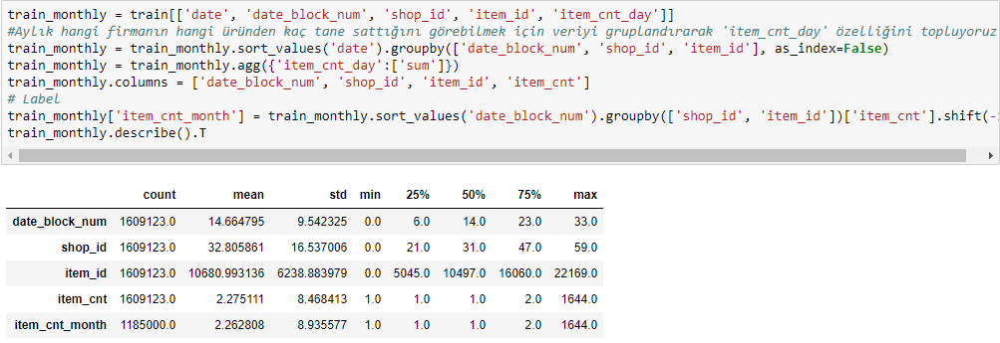 train_monthly = train[['date', 'date_block_num', 'shop_id', 'item_id', 'item_cnt_day']]
#Aylık hangi firmanın hangi üründen kaç tane sattığını görebilmek için veriyi gruplandırarak 'item_cnt_day' özelliğini topluyoruz
train_monthly = train_monthly.sort_values('date').groupby(['date_block_num', 'shop_id', 'item_id'], as_index=False)
train_monthly = train_monthly.agg({'item_cnt_day':['sum']})
train_monthly.columns = ['date_block_num', 'shop_id', 'item_id', 'item_cnt']
# Label
train_monthly['item_cnt_month'] = train_monthly.sort_values('date_block_num').groupby(['shop_id', 'item_id'])['item_cnt'].shift(-
train_monthly.describe().T
count mean std min 25% 50% 75% max
date_block_num 1609123.0 14.664795 9.542325 0.0 6.0 14.0 23.0 33.0
shop_id 1609123.0 32.805861 16.537006 0.0 21.0 31.0 47.0 59.0
item_id 1609123.0 10680.993136 6238.883979 0.0 5045.0 10497.0 16060.0 22169.0
item_cnt 1609123.0 2.275111 8.468413 1.0 1.0 1.0 2.0 1644.0
item_cnt_month 1185000.0 2.262808 8.935577 1.0 1.0 1.0 2.0 1644.0